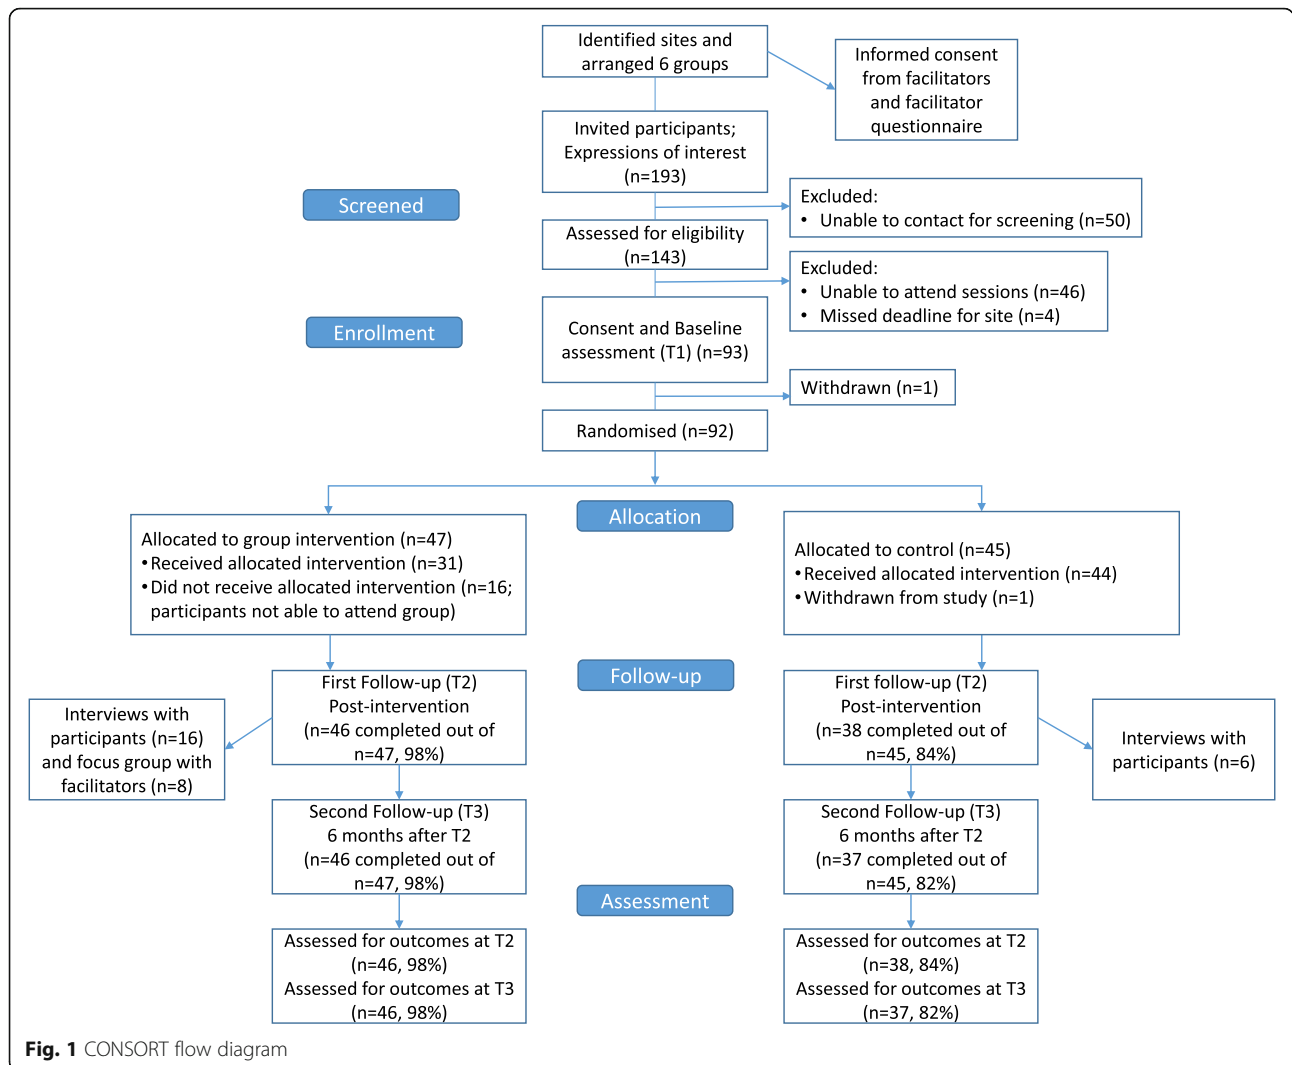 Identified sites and
arranged 6 groups
Informed consent
from facilitators
and facilitator
questionnaire
Invited participants;
Expressions of interest
(n=193)
Screened
Excluded:
• Unable to contact for screening (n=50)
Assessed for eligibility
(n=143)
Excluded:
• Unable to attend sessions (n=46)
• Missed deadline for site (n=4)
Enrollment
Consent and Baseline
assessment (T1) (n=93)
Withdrawn (n=1)
Randomised (n=92)
Allocation
Allocated to group intervention (n=47)
• Received allocated intervention (n=31)
• Did not receive allocated intervention (n=16;
participants not able to attend group)
Allocated to control (n=45)
• Received allocated intervention (n=44)
• Withdrawn from study (n=1)
Follow-up
First Follow-up (T2)
Post-intervention
(n=46 completed out of
n=47, 98%)
First follow-up (T2)
Post-intervention
(n=38 completed out of
n=45, 84%)
Interviews with
participants (n=16)
and focus group with
facilitators (n=8)
Interviews with
participants (n=6)
Second Follow-up (T3)
6 months after T2
(n=46 completed out of
n=47, 98%)
Second Follow-up (T3)
6 months after T2
(n=37 completed out of
n=45, 82%)
Assessment
Assessed for outcomes at T2
(n=46, 98%)
Assessed for outcomes at T3
(n=46, 98%)
Assessed for outcomes at T2
(n=38, 84%)
Assessed for outcomes at T3
(n=37, 82%)
Fig. 1 CONSORT flow diagram